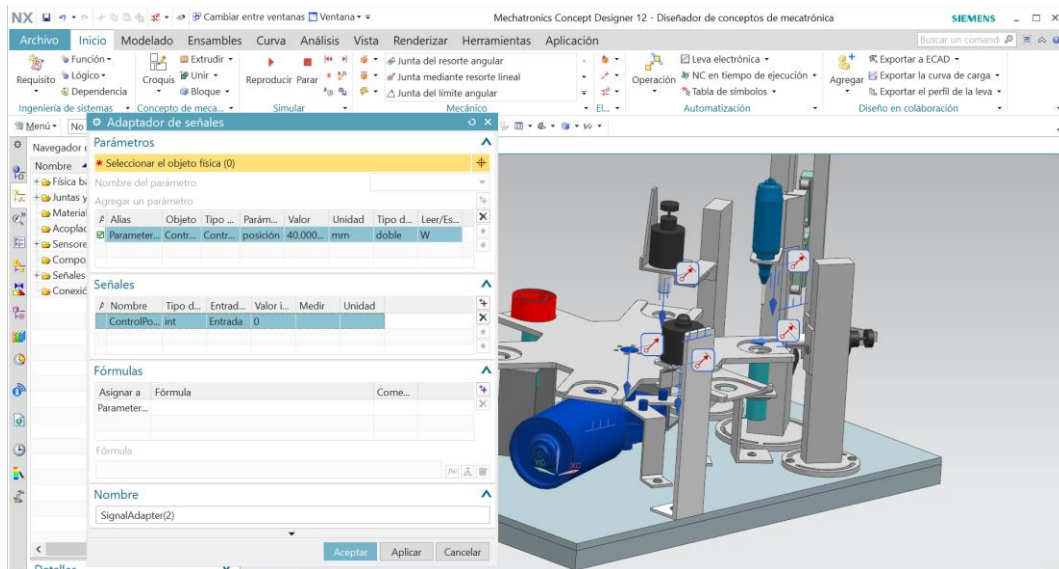 NX Cambiar entre ventanas Ventana Mechatronics Concept Designer 12 - Diseñador de conceptos de mecatrónica SIEMENS
Archivo Inicio Modelado Ensambles Curva Análisis Vista Renderizar Herramientas Aplicación Buscar un comand
Función Extrudir Junta del resorte angular Leva electrónica Exportar a ECAD
Lógico Unir Junta mediante resorte lineal NC en tiempo de ejecución Exportar la curva de carga
Requisito Croquis Reproducir Parar Operación Agregar
Dependencia Bloque Junta del límite angular Tabla de símbolos Exportar el perfil de la leva
Ingeniería de sistemas Concepto de meca... Simular Mecánico El... Automatización Diseño en colaboración
Menú No
Adaptador de señales
Navegador
Nombre
Física
Juntas y
Material
Sensore
Compo
Señales
Parámetros
* Seleccionar el objeto física (0)
Nombre del parámetro
Agregar un parámetro
A Alias Objeto Tipo ... Parám... Valor Unidad Tipo d... Leer/Es...
Parameter... Contr... Contr... posición 40.000... mm doble W
Señales
A Nombre Tipo d... Entrad... Valor i... Medir Unidad
ControlPo... int Entrada 0
Fórmulas
Asignar a Fórmula Come...
Parameter...
Fórmula
Nombre
SignalAdapter(2)
Aceptar Aplicar Cancelar
YC XC